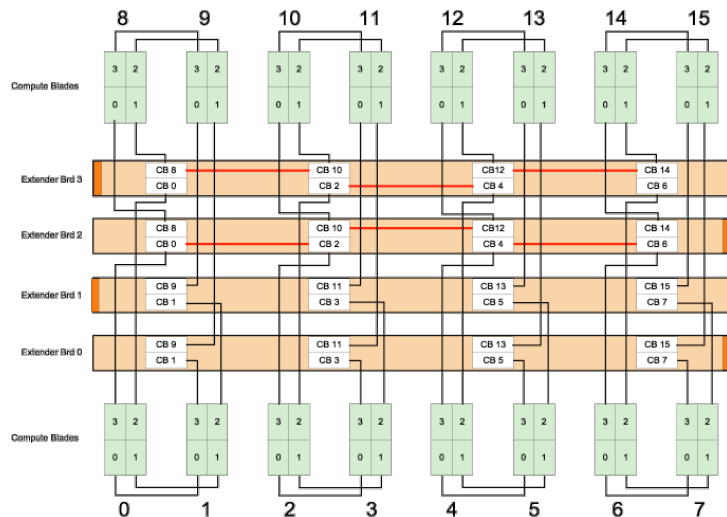 8 9 10 11 12 13 14 15
3 2 3 2 3 2 3 2 3 2 3 2 3 2 3 2
Compute Blades
0 1 0 1 0 1 0 1 0 1 0 1 0 1 0 1
Extender Brd 3
CB 8 CB 10 CB12 CB 14
CB 0 CB 2 CB 4 CB 6
Extender Brd 2
CB 8 CB 10 CB12 CB 14
CB 0 CB 2 CB 4 CB 6
Extender Brd 1
CB 9 CB 11 CB 13 CB 15
CB 1 CB 3 CB 5 CB 7
Extender Brd 0
CB 9 CB 11 CB 13 CB 15
CB 1 CB 3 CB 5 CB 7
3 2 3 2 3 2 3 2 3 2 3 2 3 2 3 2
Compute Blades
0 1 0 1 0 1 0 1 0 1 0 1 0 1 0 1
0 1 2 3 4 5 6 7